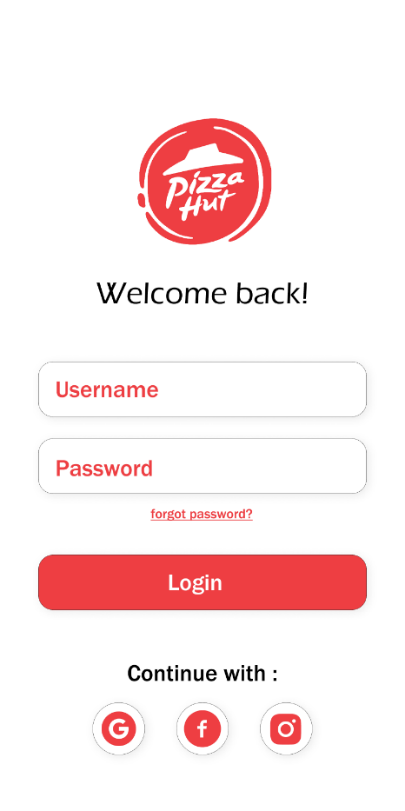 Pizza
Hut
Welcome back!
Username
Password
forgot password?
Login
Continue with :
G
f